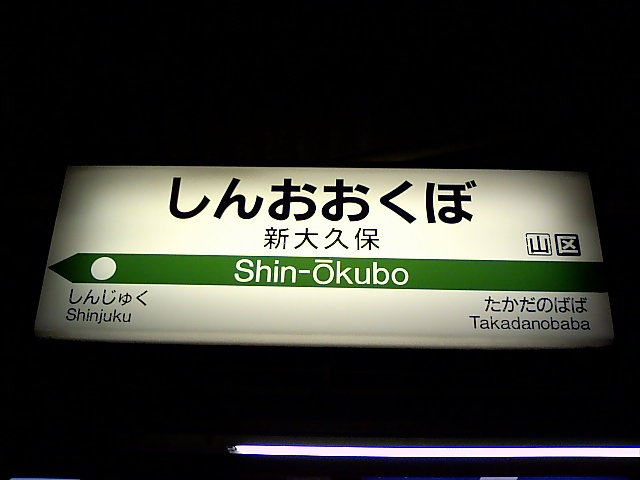 しんおおくぼ
新大久保
山区
Shin-Ōkubo
しんじゅく
Shinjuku
たかだのばば
Takadanobaba